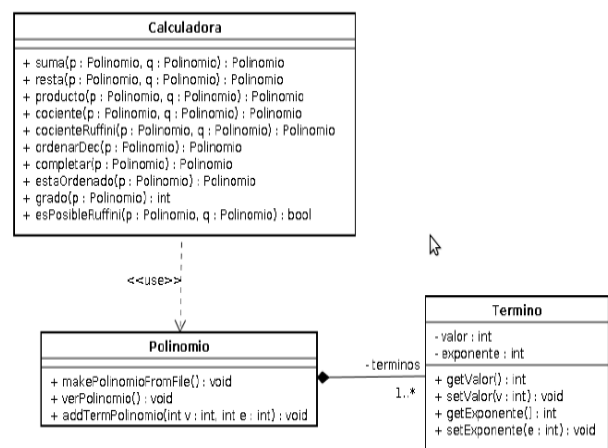 Calculadora
+ suma(p : Polinomio, q : Polinomio) : Polinomio
+ resta(p : Polinomio, q : Polinomio) : Polinomio
+ producto(p : Polinomio, q : Polinomio) : Polinomio
+ cociente(p : Polinomio, q : Polinomio) : Polinomio
+ cocienteRuffini(p : Polinomio, q : Polinomio) : Polinomio
+ ordenarDec(p : Polinomio) : Polinomio
+ completar(p : Polinomio) : Polinomio
+ estaOrdenado(p : Polinomio) : Polinomio
+ grado(p : Polinomio) : int
+ esPosibleRuffini(p : Polinomio, q : Polinomio) : bool
<<use>>
Polinomio
+ makePolinomioFromFile() : void
+ verPolinomio() : void
+ addTermPolinomio(int v : int, int e : int) : void
-terminos
1..*
Termino
- valor : int
- exponente : int
+ getValor() : int
+ setValor(v : int) : void
+ getExponente() : int
+ setExponente(e : int) : void